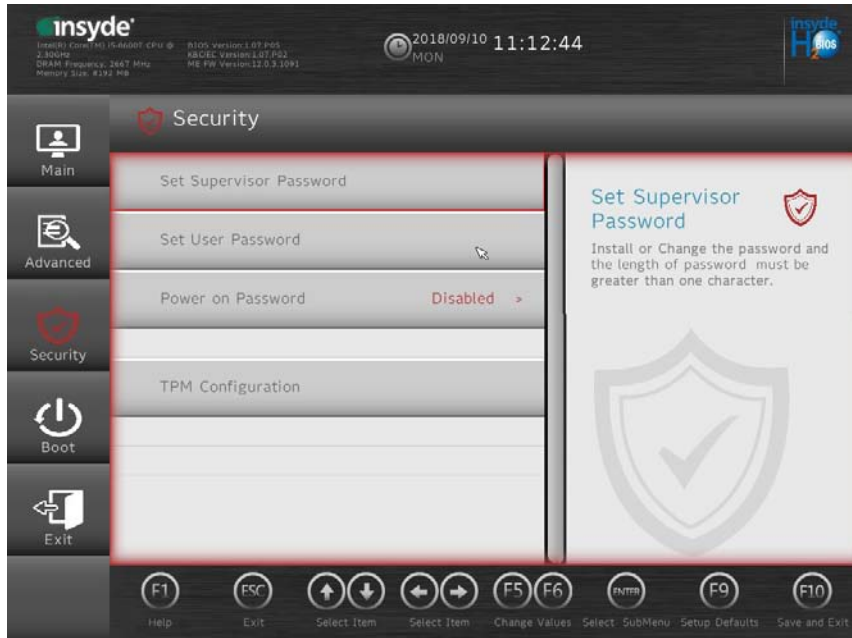 insyde
Intel(R) Core(TM) i5-8600T CPU @
2.30GHz
DRAM Frequency: 2667 MHz
Memory Size: 8192 MB
BIOS Version:1.07.P05
KBC/EC Version:1.07.P02
ME FW Version:12.0.3.1091
2018/09/10 11:12:44
MON
insyde
H2BIOS
Main
Advanced
Security
Boot
Exit
Security
Set Supervisor Password
Set User Password
Power on Password Disabled >
TPM Configuration
Set Supervisor
Password
Install or Change the password and
the length of password must be
greater than one character.
F1 ESC F5 F6 ENTER F9 F10
Help Exit Select Item Select Item Change Values Select SubMenu Setup Defaults Save and Exit